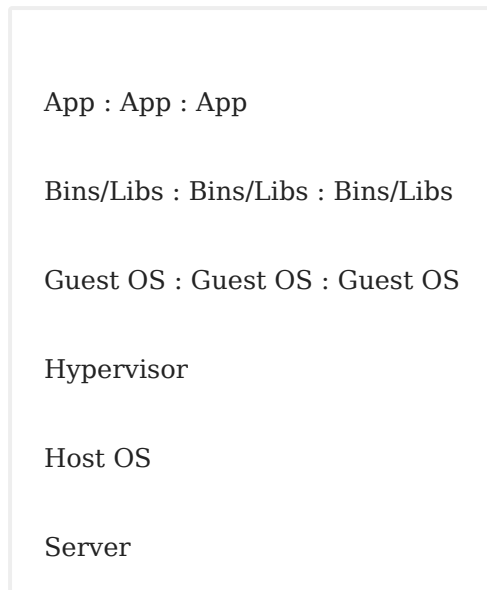 App : App : App
Bins/Libs : Bins/Libs : Bins/Libs
Guest OS : Guest OS : Guest OS
Hypervisor
Host OS
Server